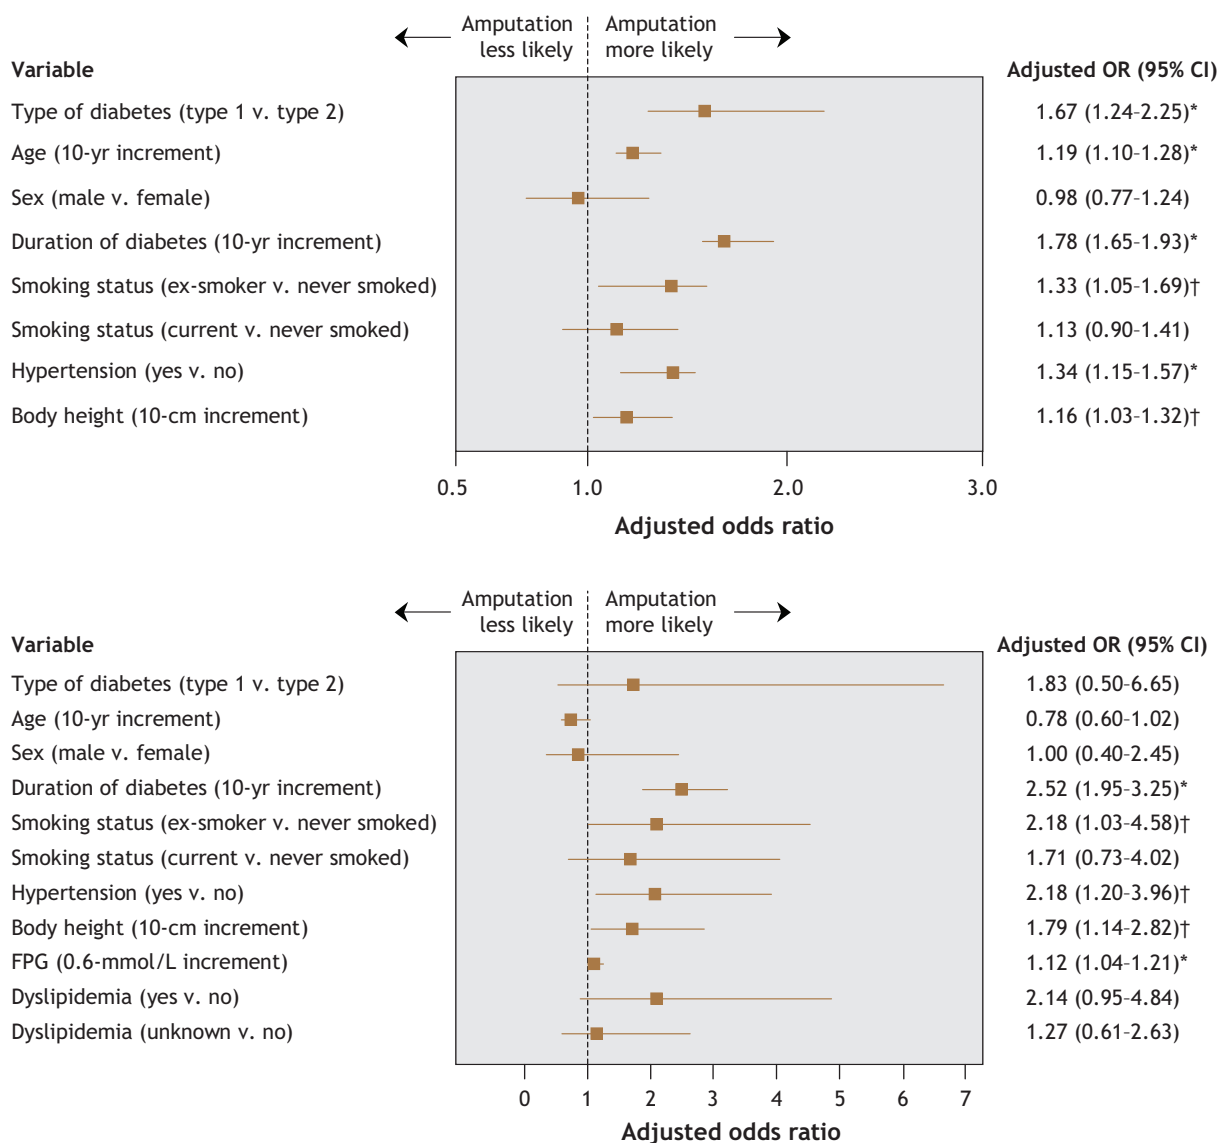 Amputation less likely
Amputation more likely
Variable Adjusted OR (95% CI)
Type of diabetes (type 1 v. type 2) 1.67 (1.24–2.25)*
Age (10-yr increment) 1.19 (1.10–1.28)*
Sex (male v. female) 0.98 (0.77–1.24)
Duration of diabetes (10-yr increment) 1.78 (1.65–1.93)*
Smoking status (ex-smoker v. never smoked) 1.33 (1.05–1.69)†
Smoking status (current v. never smoked) 1.13 (0.90–1.41)
Hypertension (yes v. no) 1.34 (1.15–1.57)*
Body height (10-cm increment) 1.16 (1.03–1.32)†
0.5 1.0 2.0 3.0
Adjusted odds ratio
Amputation less likely
Amputation more likely
Variable Adjusted OR (95% CI)
Type of diabetes (type 1 v. type 2) 1.83 (0.50–6.65)
Age (10-yr increment) 0.78 (0.60–1.02)
Sex (male v. female) 1.00 (0.40–2.45)
Duration of diabetes (10-yr increment) 2.52 (1.95–3.25)*
Smoking status (ex-smoker v. never smoked) 2.18 (1.03–4.58)†
Smoking status (current v. never smoked) 1.71 (0.73–4.02)
Hypertension (yes v. no) 2.18 (1.20–3.96)†
Body height (10-cm increment) 1.79 (1.14–2.82)†
FPG (0.6-mmol/L increment) 1.12 (1.04–1.21)*
Dyslipidemia (yes v. no) 2.14 (0.95–4.84)
Dyslipidemia (unknown v. no) 1.27 (0.61–2.63)
0 1 2 3 4 5 6 7
Adjusted odds ratio